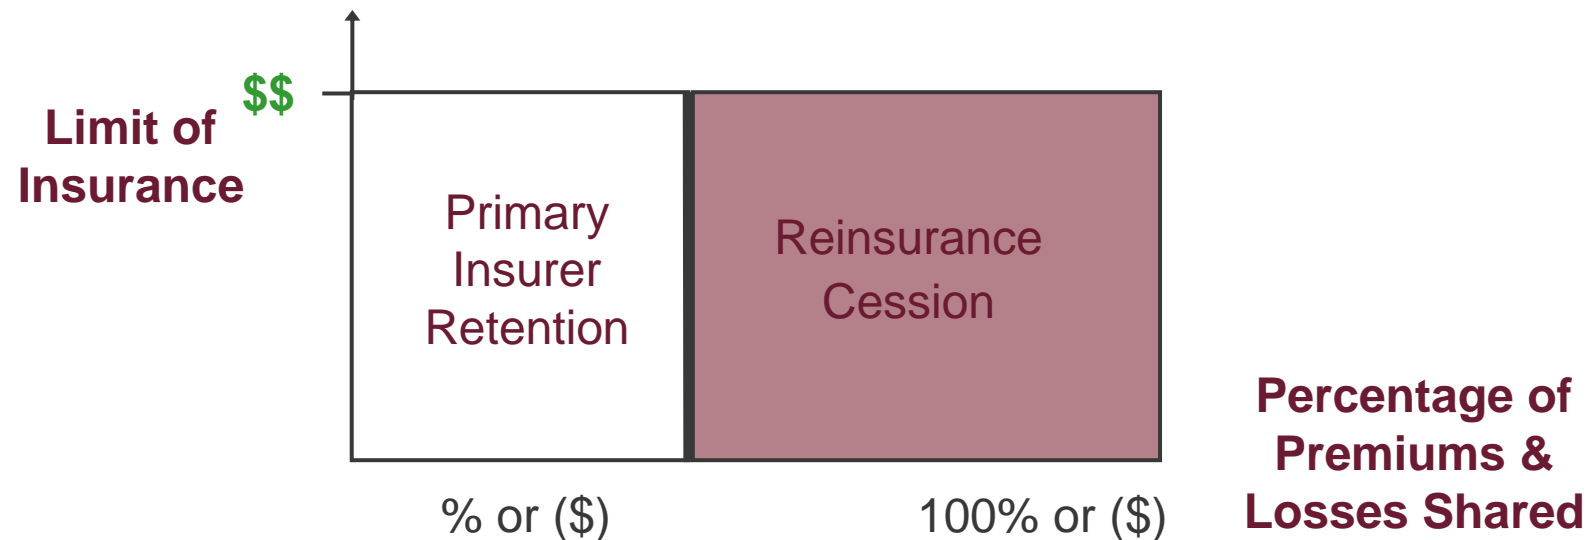 $$
Limit of
Insurance
Primary
Insurer
Retention
Reinsurance
Cession
Percentage of
Premiums &
Losses Shared
% or ($)
100% or ($)